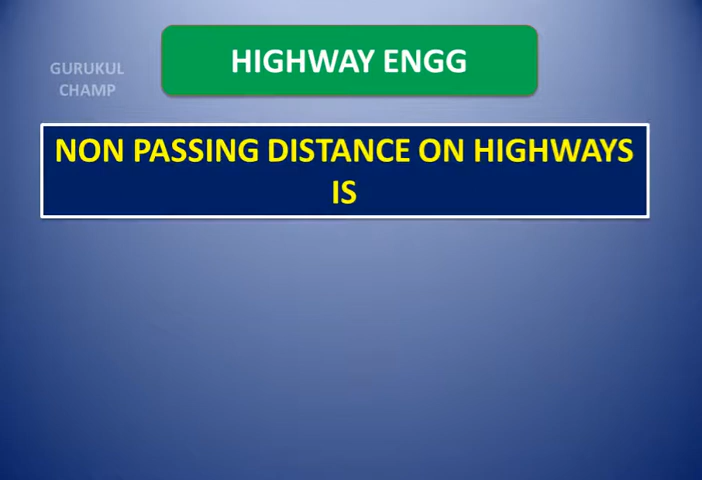 HIGHWAY ENGG
GURUKUL
CHAMP
NON PASSING DISTANCE ON HIGHWAYS
IS